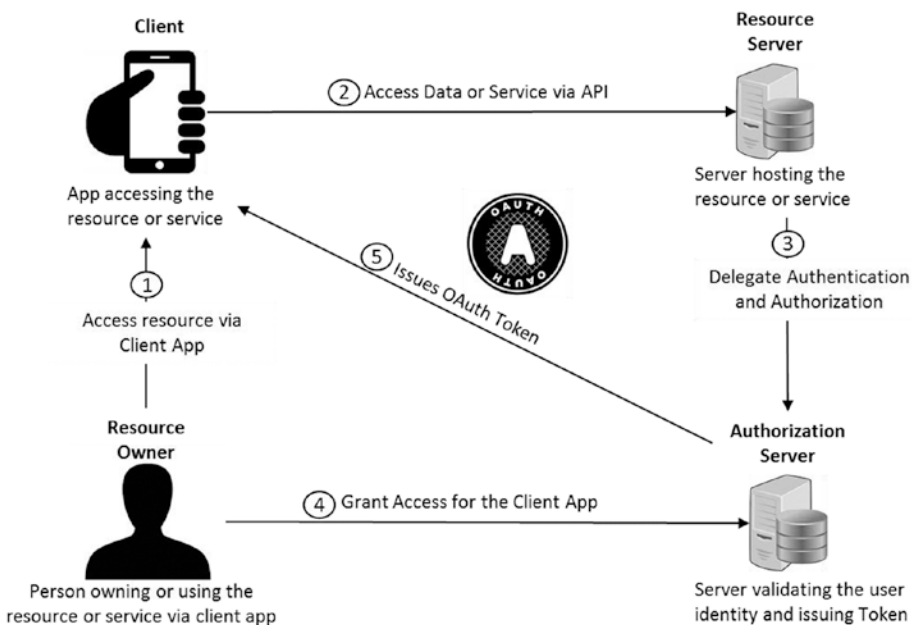 Client
Resource
Server
② Access Data or Service via API
App accessing the
resource or service
Server hosting the
resource or service
OAUTH
A
OAUTH
① 
Access resource via
Client App
⑤ Issues OAuth Token
③
Delegate Authentication
and Authorization
Resource
Owner
Authorization
Server
④ Grant Access for the Client App
Person owning or using the
resource or service via client app
Server validating the user
identity and issuing Token